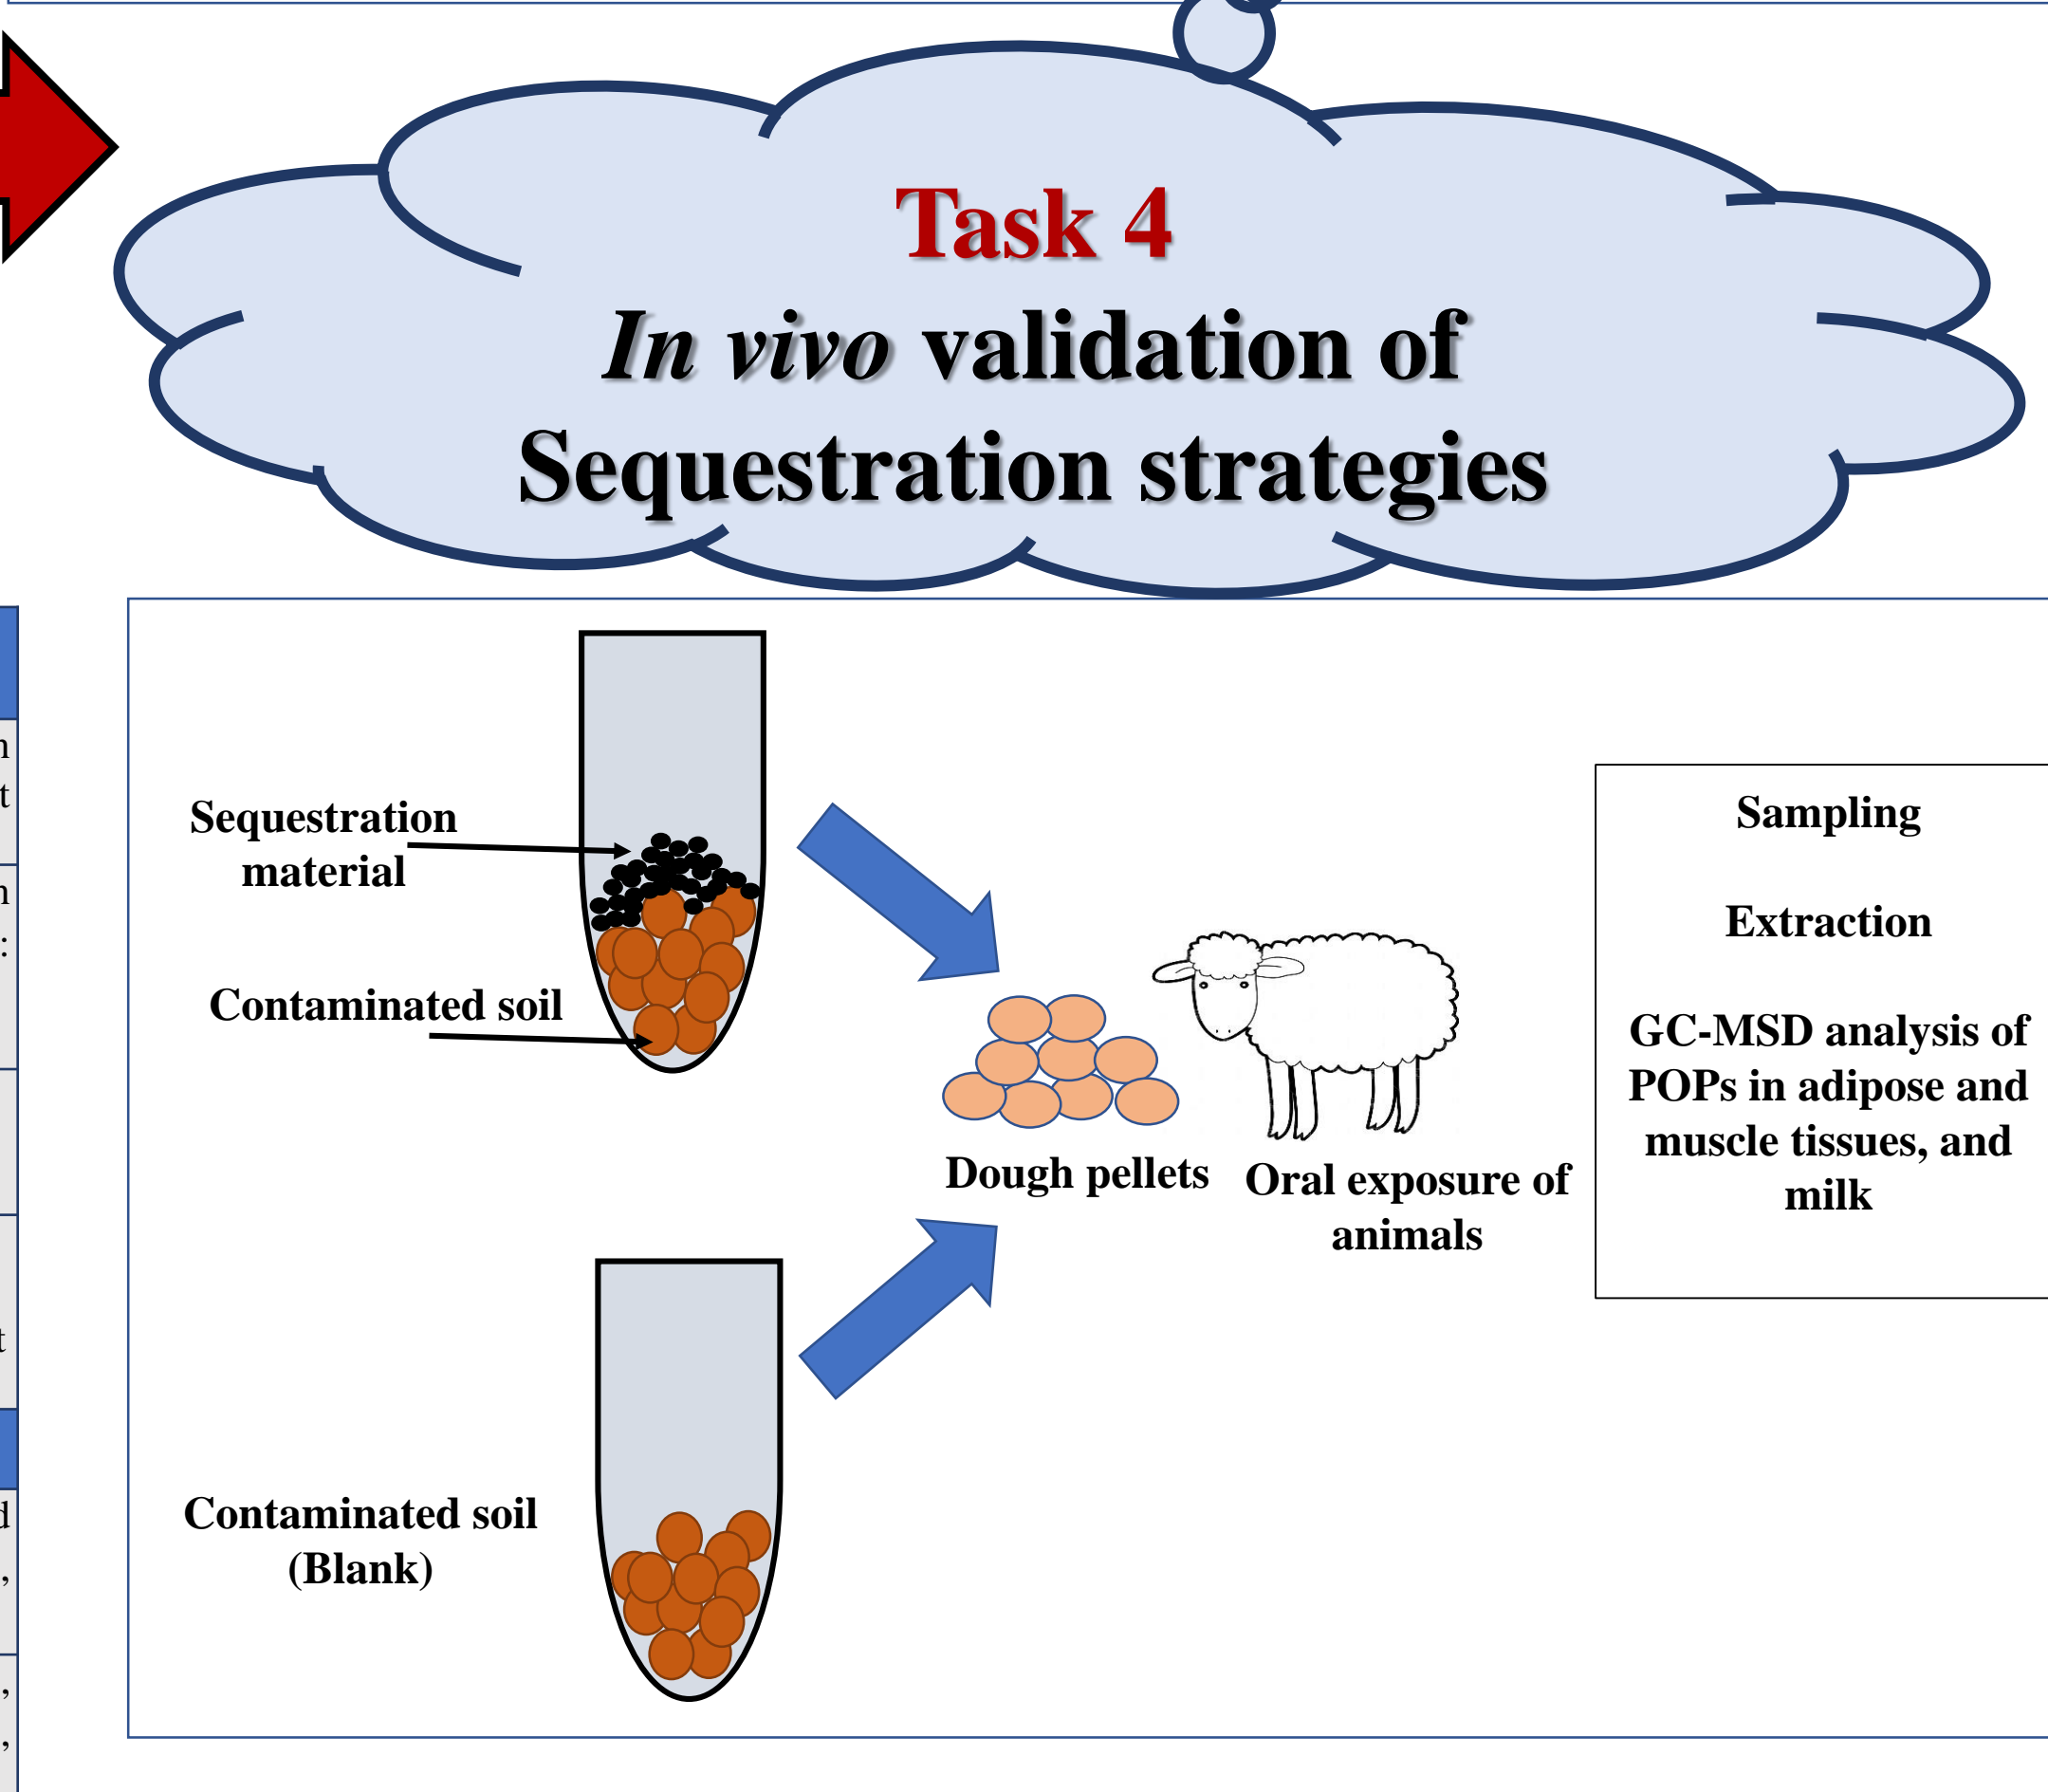 Task 4
In vivo validation of
Sequestration strategies
Sequestration
material
Contaminated soil
Dough pellets
Oral exposure of
animals
Sampling
Extraction
GC-MSD analysis of
POPs in adipose and
muscle tissues, and
milk
Contaminated soil
(Blank)